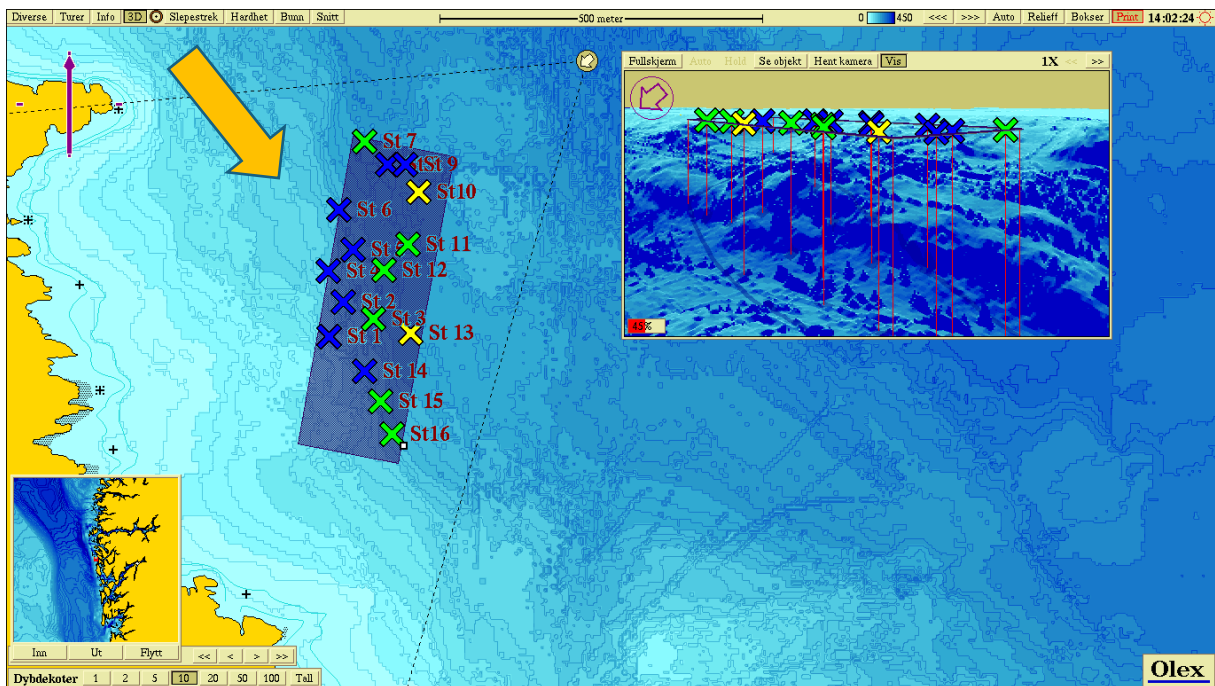 Diverse Turer Info 3D Slepestrek Hardhet Bunn Snitt 500 meter 0 450 <<< >>> Auto Relieff Bokser Print 14:02:24
Fullskjerm Auto Hold Se objekt Hent kamera Vis 1X << >>
45%
St 7
St 9
St10
St 6
St 11
St 12
St 4
St 2
St 3
St 1
St 13
St 14
St 15
St16
Inn Ut Flytt << < > >>
Dybdekoter 1 2 5 10 20 50 100 Tall
Olex